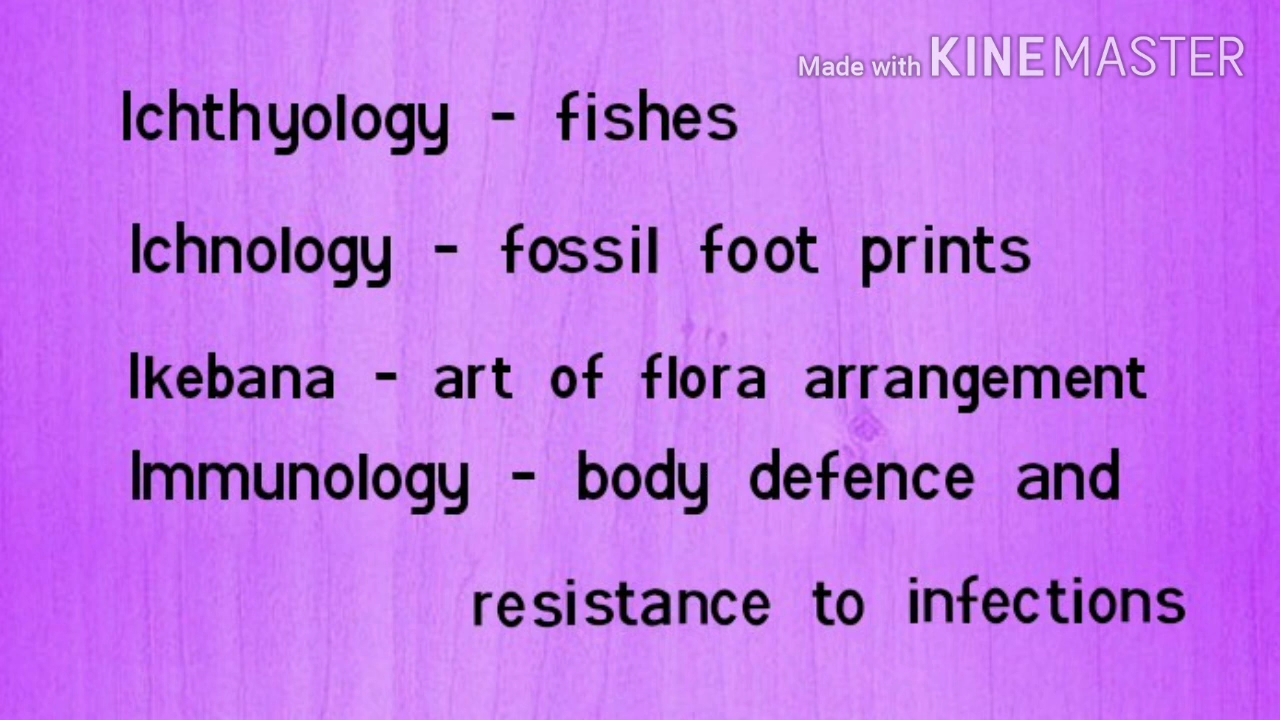 Made with KINEMASTER
Ichthyology - fishes
Ichnology - fossil foot prints
Ikebana - art of flora arrangement
Immunology - body defence and
resistance to infections